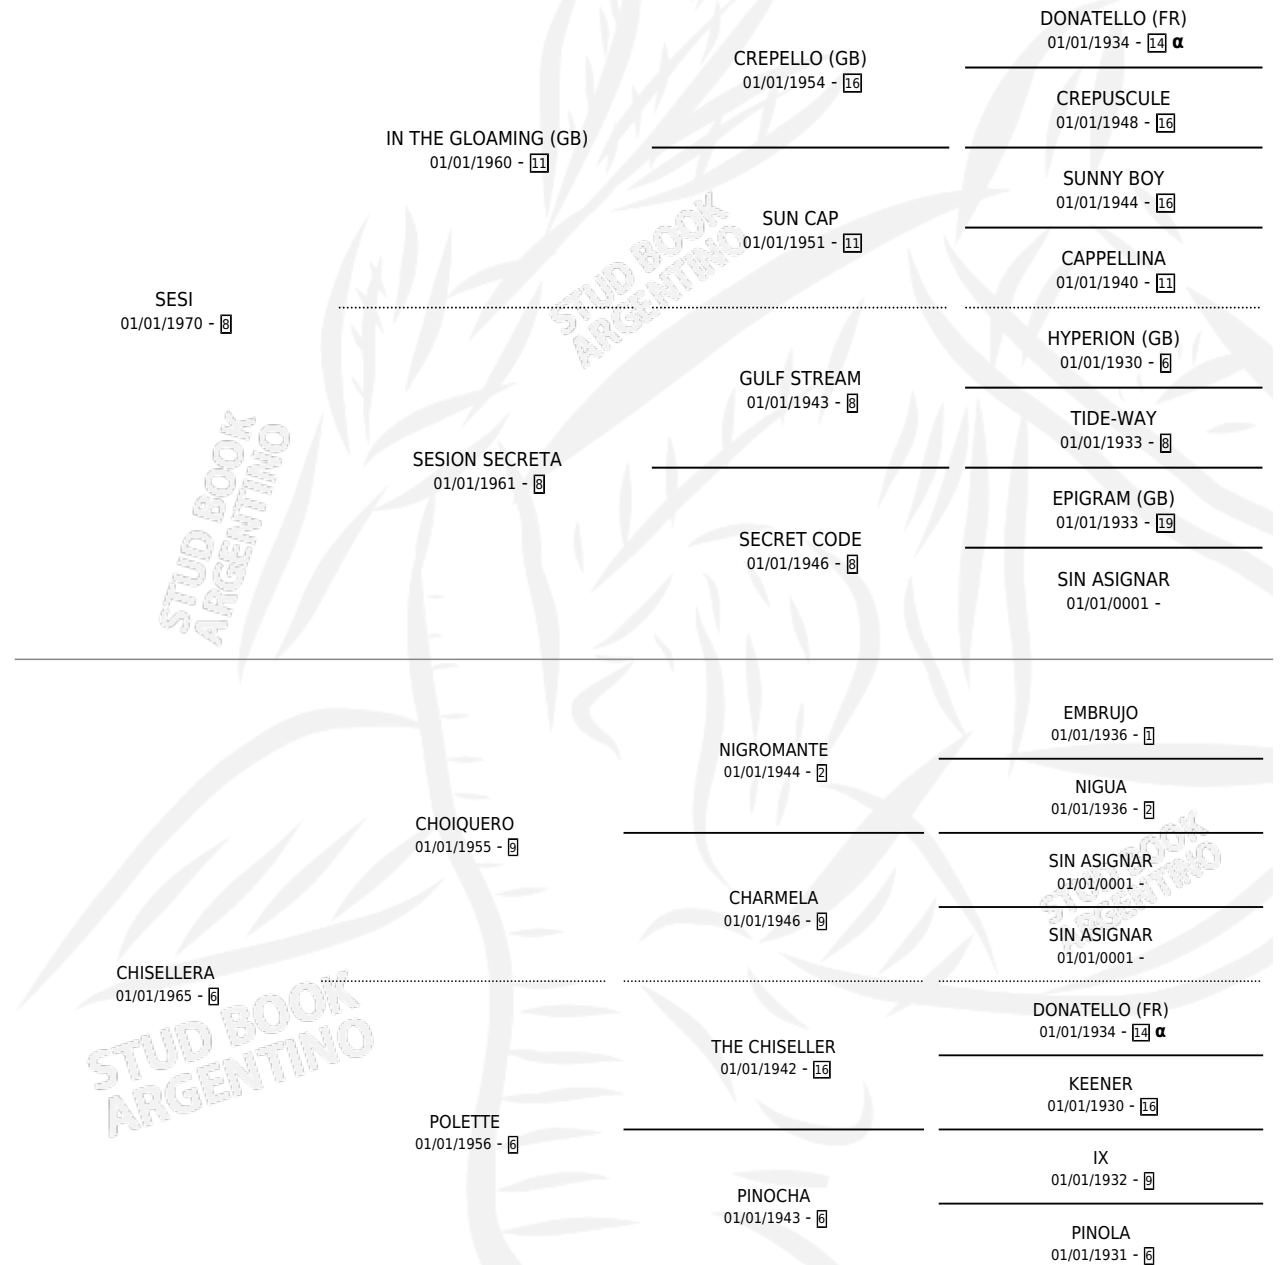 DONATELLO (FR)
01/01/1934 - 14 α
CREPELLO (GB)
01/01/1954 - 16
CREPUSCULE
01/01/1948 - 16
IN THE GLOAMING (GB)
01/01/1960 - 11
SUNNY BOY
01/01/1944 - 16
SUN CAP
01/01/1951 - 11
CAPPELLINA
01/01/1940 - 11
SESI
01/01/1970 - 8
HYPERION (GB)
01/01/1930 - 6
GULF STREAM
01/01/1943 - 8
TIDE-WAY
01/01/1933 - 8
SESION SECRETA
01/01/1961 - 8
EPIGRAM (GB)
01/01/1933 - 19
SECRET CODE
01/01/1946 - 8
SIN ASIGNAR
01/01/0001 -
EMBRUJO
01/01/1936 - 1
NIGROMANTE
01/01/1944 - 2
NIGUA
01/01/1936 - 2
CHOIQUERO
01/01/1955 - 9
SIN ASIGNAR
01/01/0001 -
CHARMELA
01/01/1946 - 9
SIN ASIGNAR
01/01/0001 -
CHISELLERA
01/01/1965 - 6
DONATELLO (FR)
01/01/1934 - 14 α
THE CHISELLER
01/01/1942 - 16
KEENER
01/01/1930 - 16
POLETTE
01/01/1956 - 6
IX
01/01/1932 - 9
PINOCHA
01/01/1943 - 6
PINOLA
01/01/1931 - 6
STUD BOOK
ARGENTINO
STUD BOOK
ARGENTINO
STUD BOOK
ARGENTINO
STUD BOOK
ARGENTINO